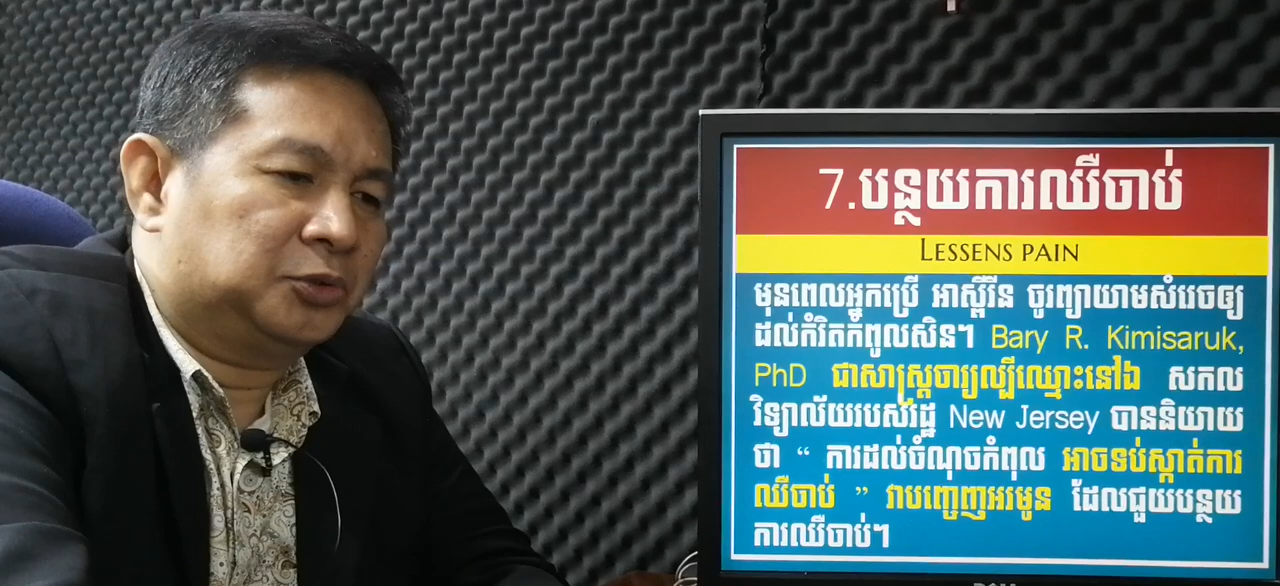 7.បន្ថយការឈឺចាប់
LESSENS PAIN
មុនពេលអ្នកប្រើ អាស្ពីរីន ចូរព្យាយាមសំរេចឲ្យ
ដល់កំរិតកំពូលសិន។ Bary R. Kimisaruk,
PhD ជាសាស្ត្រចារ្យល្បីឈ្មោះនៅឯ សកល
វិទ្យាល័យរបស់រដ្ឋ New Jersey បាននិយាយ
ថា “ ការដល់ចំណុចកំពុល អាចទប់ស្កាត់ការ
ឈឺចាប់ ” វាបញ្ចេញអរមូន ដែលជួយបន្ថយ
ការឈឺចាប់។